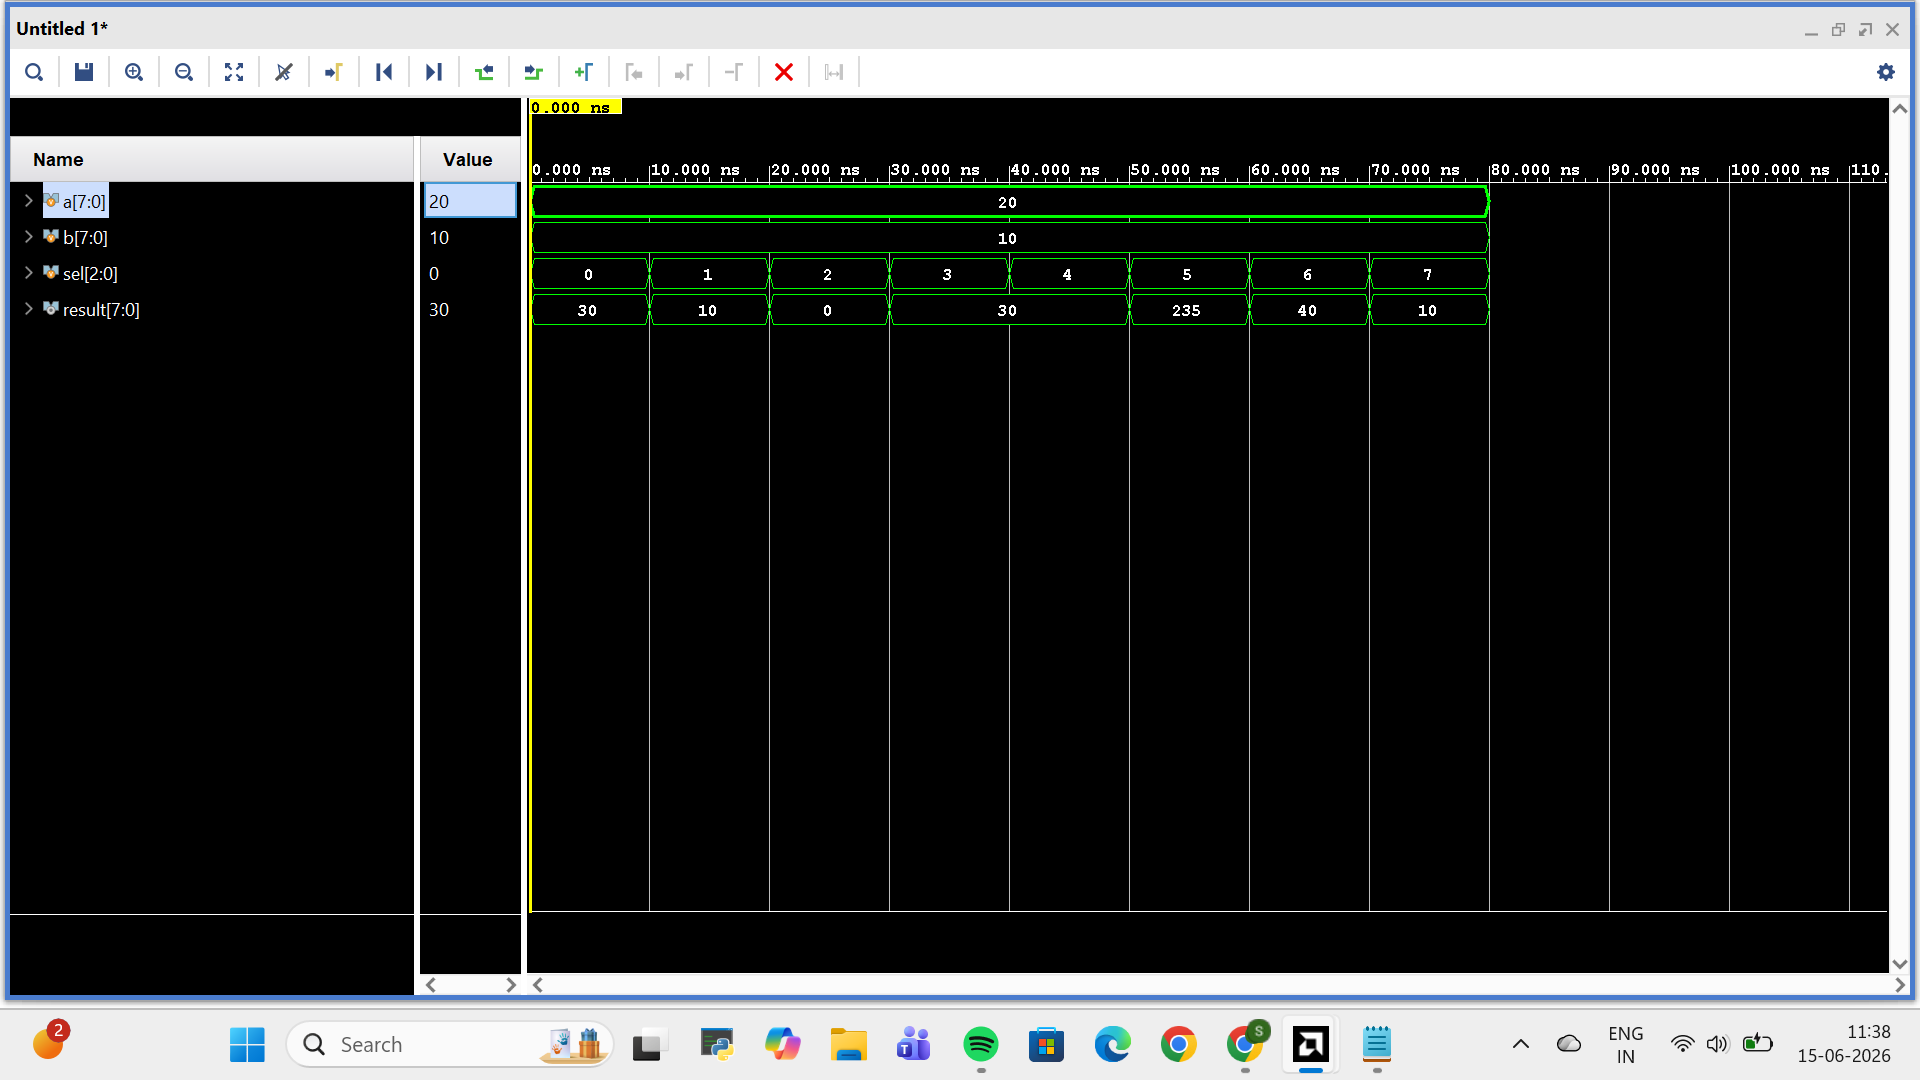 Untitled 1*
0.000 ns
Name Value
0.000 ns 10.000 ns 20.000 ns 30.000 ns 40.000 ns 50.000 ns 60.000 ns 70.000 ns 80.000 ns 90.000 ns 100.000 ns 110.
a[7:0] 20 20
b[7:0] 10 10
sel[2:0] 0 0 1 2 3 4 5 6 7
result[7:0] 30 30 10 0 30 235 40 10
2
Search
T
S
ENG
IN
11:38
15-06-2026